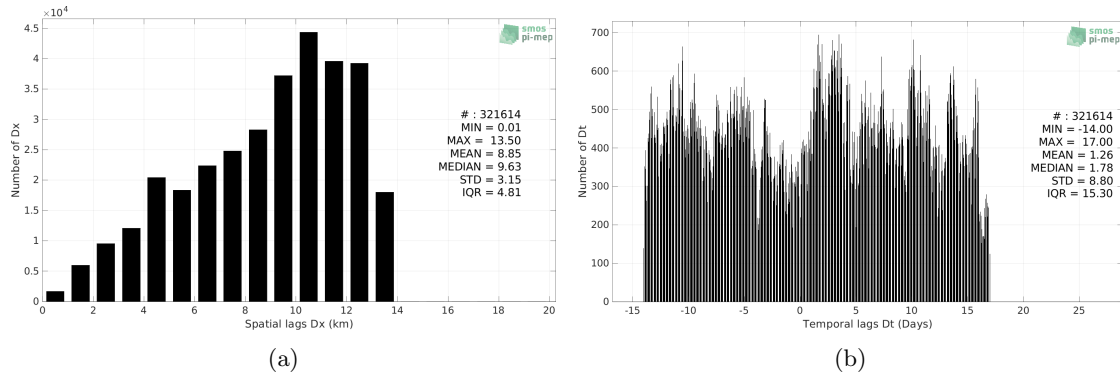 ×10⁴
4.5
4
3.5
3
2.5
2
1.5
1
0.5
0
Number of Dx
0 2 4 6 8 10 12 14 16 18 20
Spatial lags Dx (km)
smos
pi-mep
# : 321614
MIN = 0.01
MAX = 13.50
MEAN = 8.85
MEDIAN = 9.63
STD = 3.15
IQR = 4.81
(a)
700
600
500
400
300
200
100
0
Number of Dt
-15 -10 -5 0 5 10 15 20 25
Temporal lags Dt (Days)
smos
pi-mep
# : 321614
MIN = -14.00
MAX = 17.00
MEAN = 1.26
MEDIAN = 1.78
STD = 8.80
IQR = 15.30
(b)